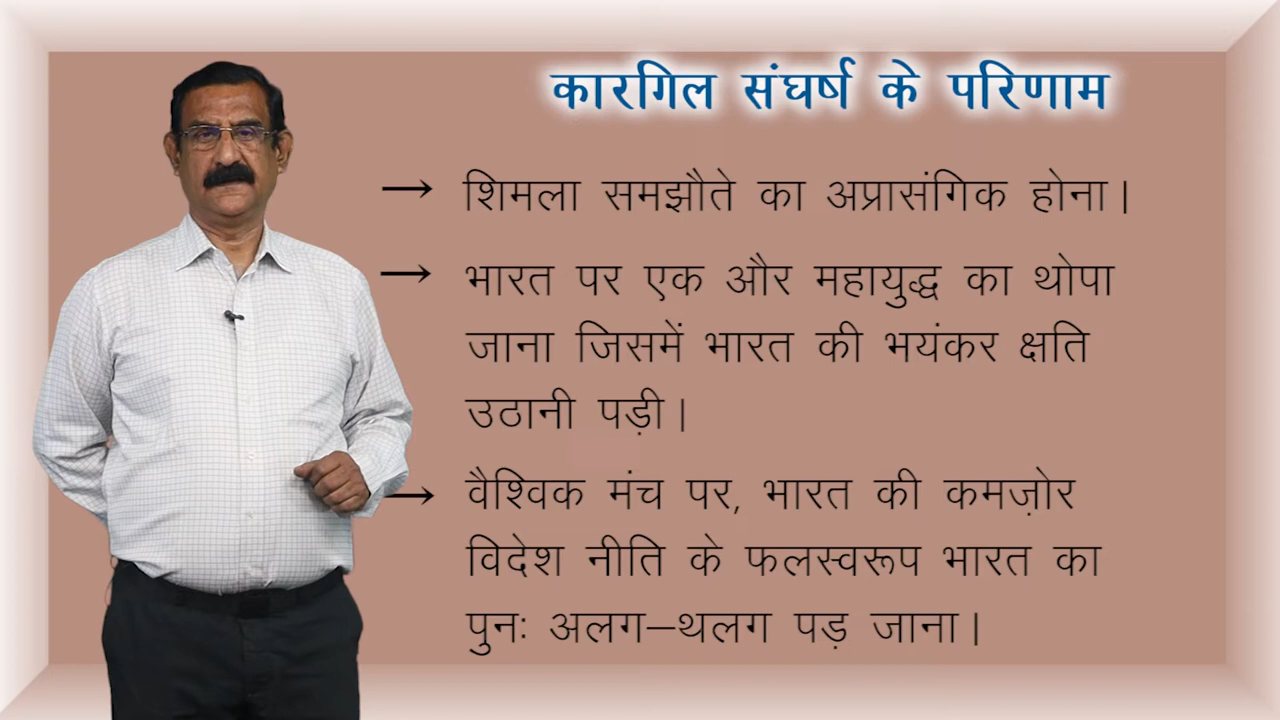 कारगिल संघर्ष के परिणाम
→ शिमला समझौते का अप्रासंगिक होना।
→ भारत पर एक और महायुद्ध का थोपा
जाना जिसमें भारत की भयंकर क्षति
उठानी पड़ी।
→ वैश्विक मंच पर, भारत की कमज़ोर
विदेश नीति के फलस्वरूप भारत का
पुनः अलग–थलग पड़ जाना।